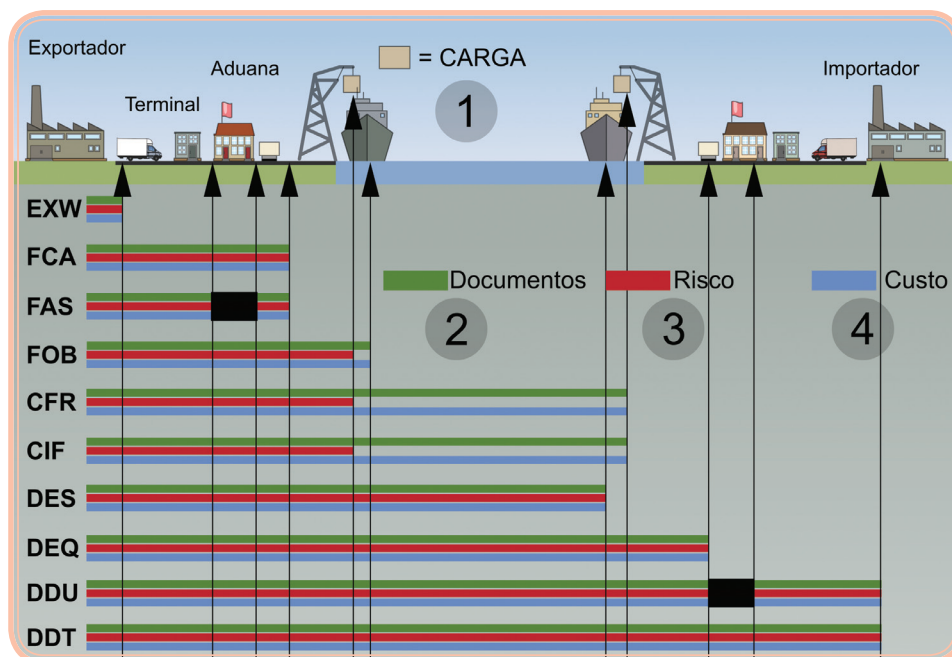 Exportador
= CARGA
Aduana
Importador
Terminal
1
EXW
FCA
Documentos
Risco
Custo
FAS
2
3
4
FOB
CFR
CIF
DES
DEQ
DDU
DDT